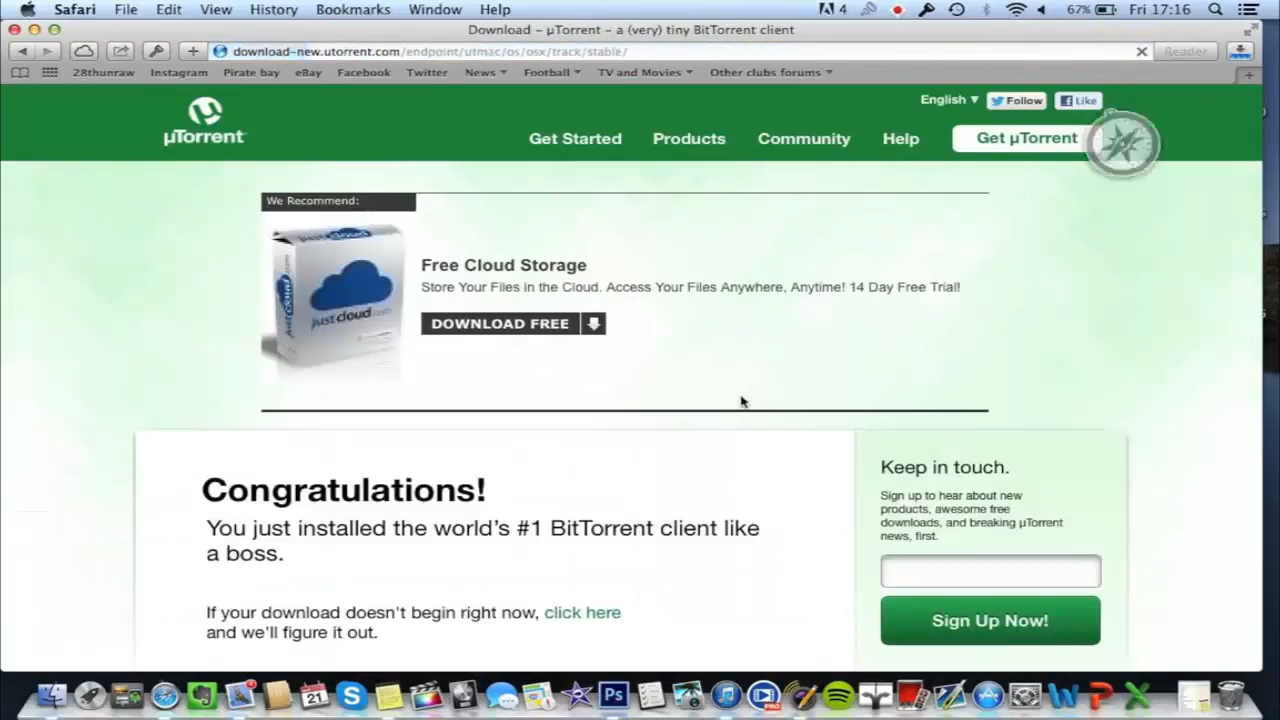 Safari File Edit View History Bookmarks Window Help 4 67% Fri 17:16
Download – µTorrent – a (very) tiny BitTorrent client
download-new.utorrent.com/endpoint/utmac/os/osx/track/stable/ Reader
28thunraw Instagram Pirate bay eBay Facebook Twitter News Football TV and Movies Other clubs forums
English Follow Like
µTorrent
Get Started Products Community Help Get µTorrent
We Recommend:
justcloud.com
Free Cloud Storage
Store Your Files in the Cloud. Access Your Files Anywhere, Anytime! 14 Day Free Trial!
DOWNLOAD FREE
Congratulations!
You just installed the world's #1 BitTorrent client like
a boss.
If your download doesn't begin right now, click here
and we'll figure it out.
Keep in touch.
Sign up to hear about new
products, awesome free
downloads, and breaking µTorrent
news, first.
Sign Up Now!
21
Ps
PRO